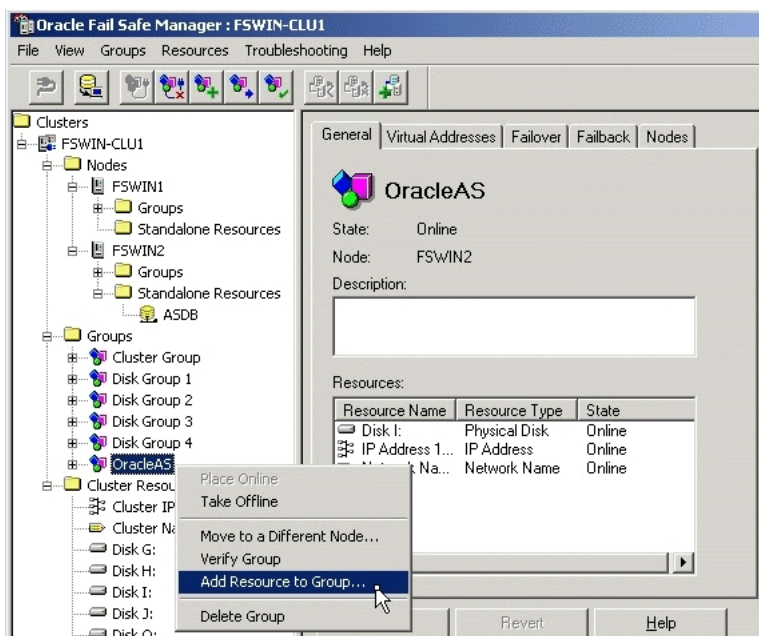 Oracle Fail Safe Manager : FSWIN-CLU1
File View Groups Resources Troubleshooting Help
Clusters
FSWIN-CLU1
Nodes
FSWIN1
Groups
Standalone Resources
FSWIN2
Groups
Standalone Resources
ASDB
Groups
Cluster Group
Disk Group 1
Disk Group 2
Disk Group 3
Disk Group 4
OracleAS
Cluster Resou
Cluster IP
Cluster Na
Disk G:
Disk H:
Disk I:
Disk J:
Disk O:
Place Online
Take Offline
Move to a Different Node...
Verify Group
Add Resource to Group...
Delete Group
General Virtual Addresses Failover Failback Nodes
OracleAS
State: Online
Node: FSWIN2
Description:
Resources:
Resource Name Resource Type State
Disk I: Physical Disk Online
IP Address 1... IP Address Online
Network Na... Network Name Online
Revert Help